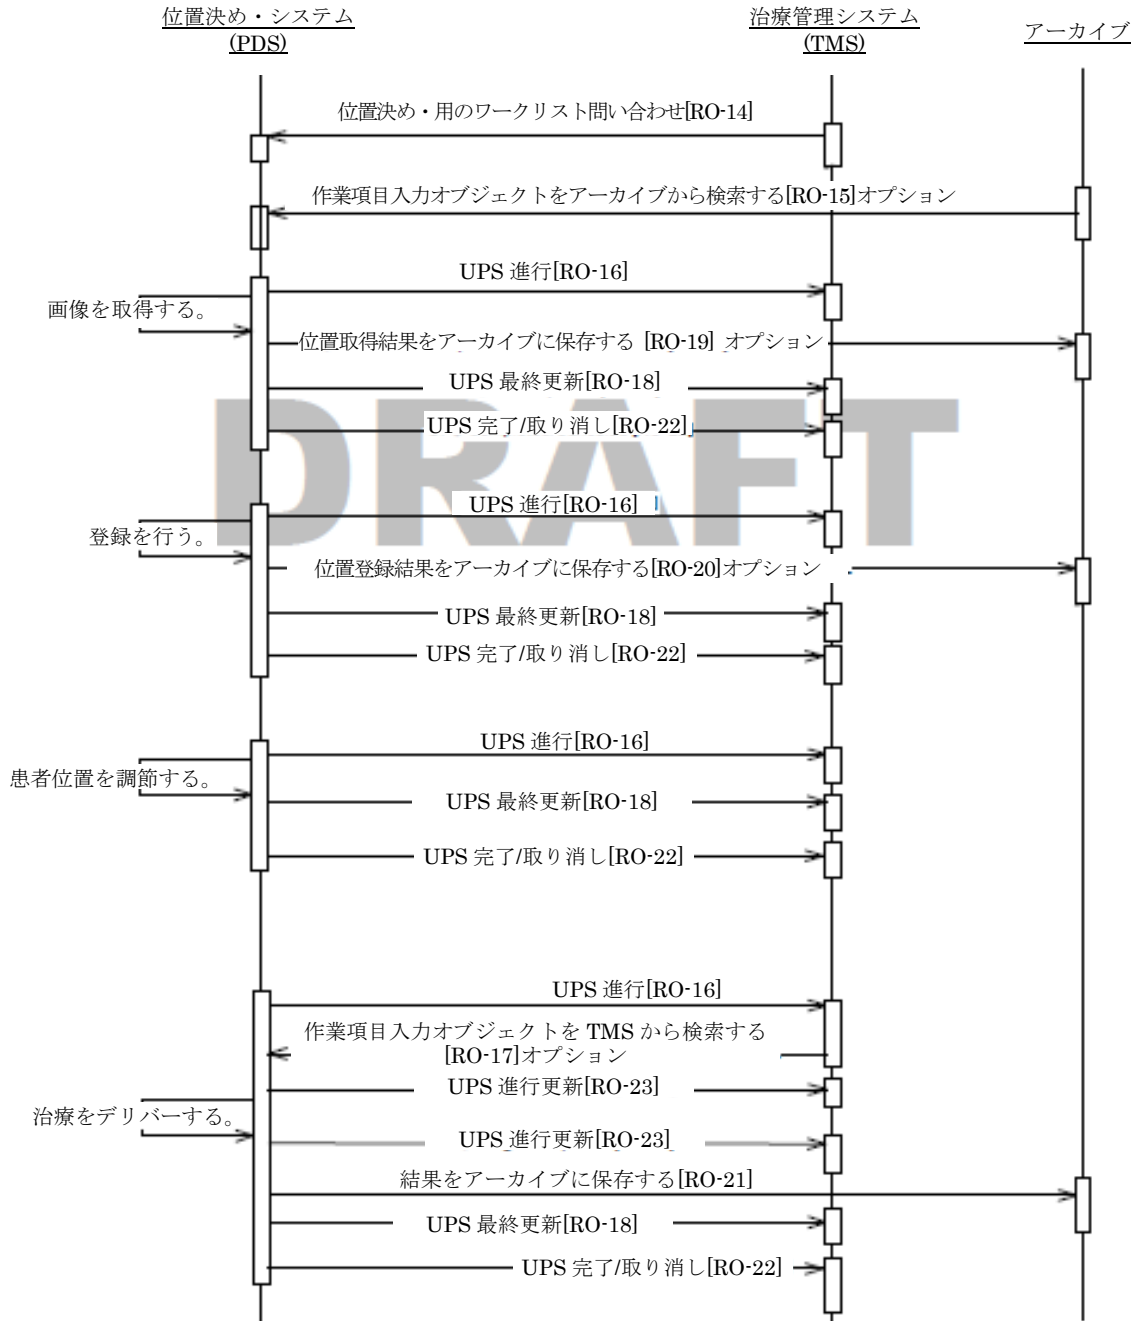 位置決め・システム
(PDS)
治療管理システム
(TMS)
アーカイブ
位置決め・用のワークリスト問い合わせ[RO-14]
作業項目入力オブジェクトをアーカイブから検索する[RO-15]オプション
UPS 進行[RO-16]
画像を取得する。
位置取得結果をアーカイブに保存する [RO-19] オプション
UPS 最終更新[RO-18]
UPS 完了/取り消し[RO-22]
DRAFT
UPS 進行[RO-16]
登録を行う。
位置登録結果をアーカイブに保存する[RO-20]オプション
UPS 最終更新[RO-18]
UPS 完了/取り消し[RO-22]
UPS 進行[RO-16]
患者位置を調節する。
UPS 最終更新[RO-18]
UPS 完了/取り消し[RO-22]
UPS 進行[RO-16]
作業項目入力オブジェクトを TMS から検索する
[RO-17]オプション
UPS 進行更新[RO-23]
治療をデリバーする。
UPS 進行更新[RO-23]
結果をアーカイブに保存する[RO-21]
UPS 最終更新[RO-18]
UPS 完了/取り消し[RO-22]